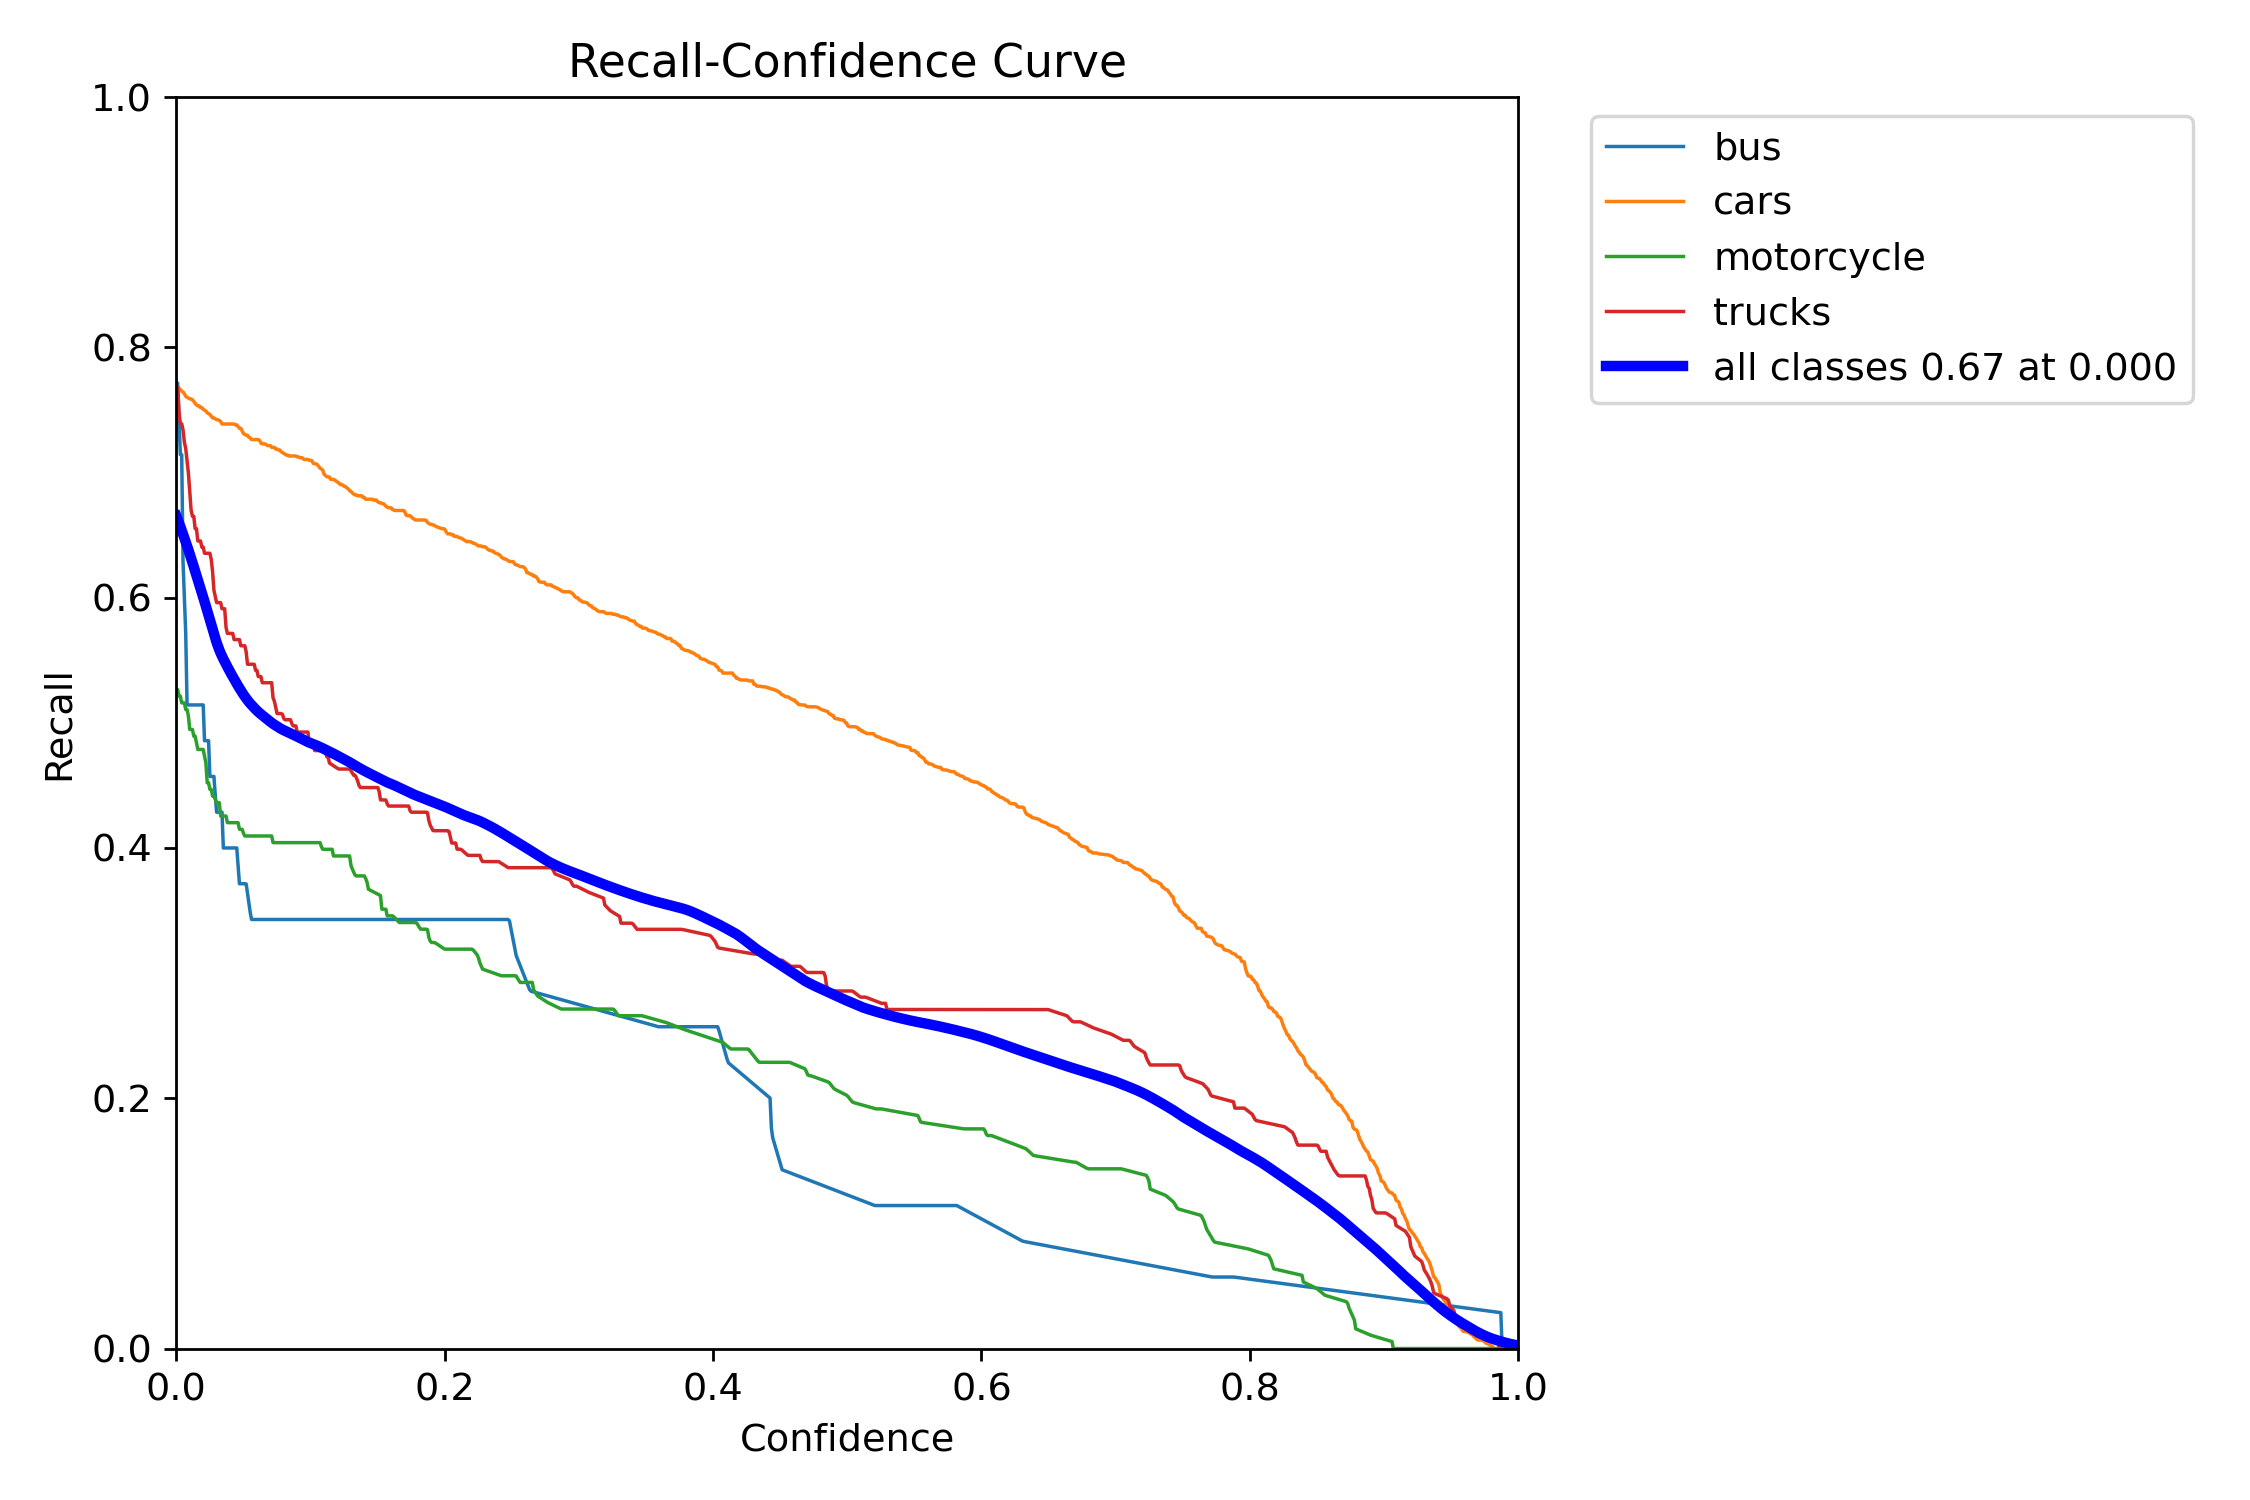 Recall-Confidence Curve
1.0
0.8
0.6
0.4
0.2
0.0
Recall
0.0 0.2 0.4 0.6 0.8 1.0
Confidence
bus
cars
motorcycle
trucks
all classes 0.67 at 0.000